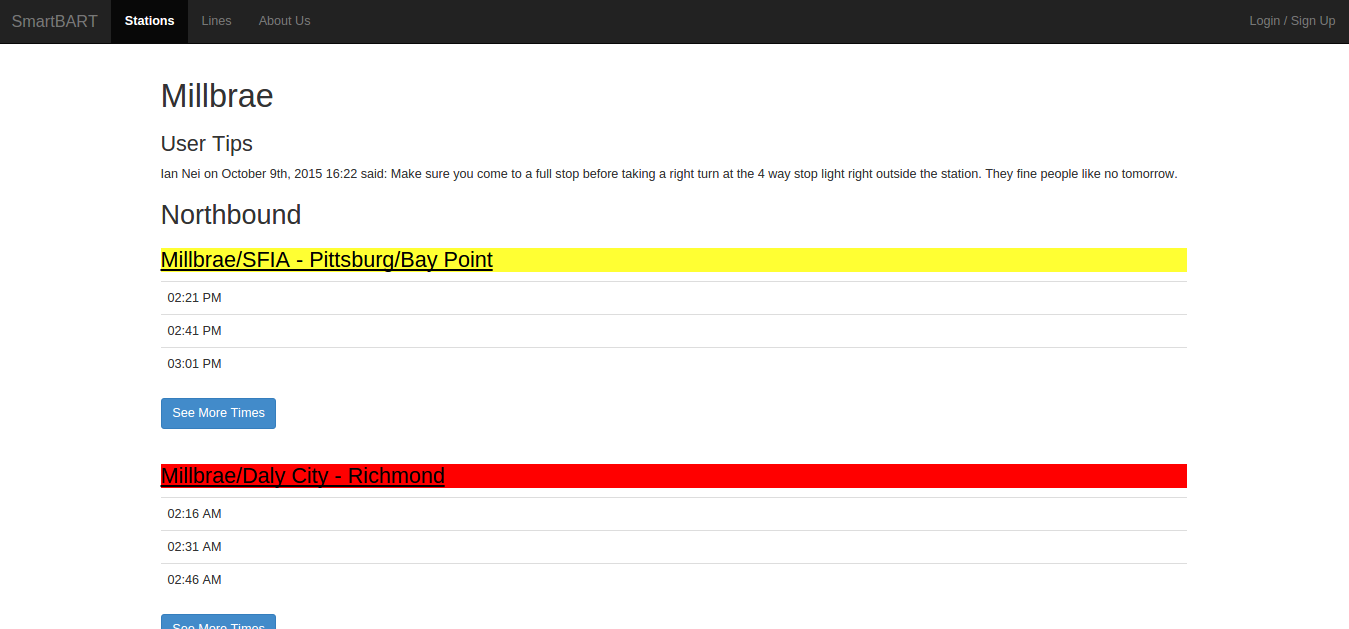 SmartBART Stations Lines About Us Login / Sign Up
Millbrae
User Tips
Ian Nei on October 9th, 2015 16:22 said: Make sure you come to a full stop before taking a right turn at the 4 way stop light right outside the station. They fine people like no tomorrow.
Northbound
Millbrae/SFIA - Pittsburg/Bay Point
02:21 PM
02:41 PM
03:01 PM
See More Times
Millbrae/Daly City - Richmond
02:16 AM
02:31 AM
02:46 AM
See More Times